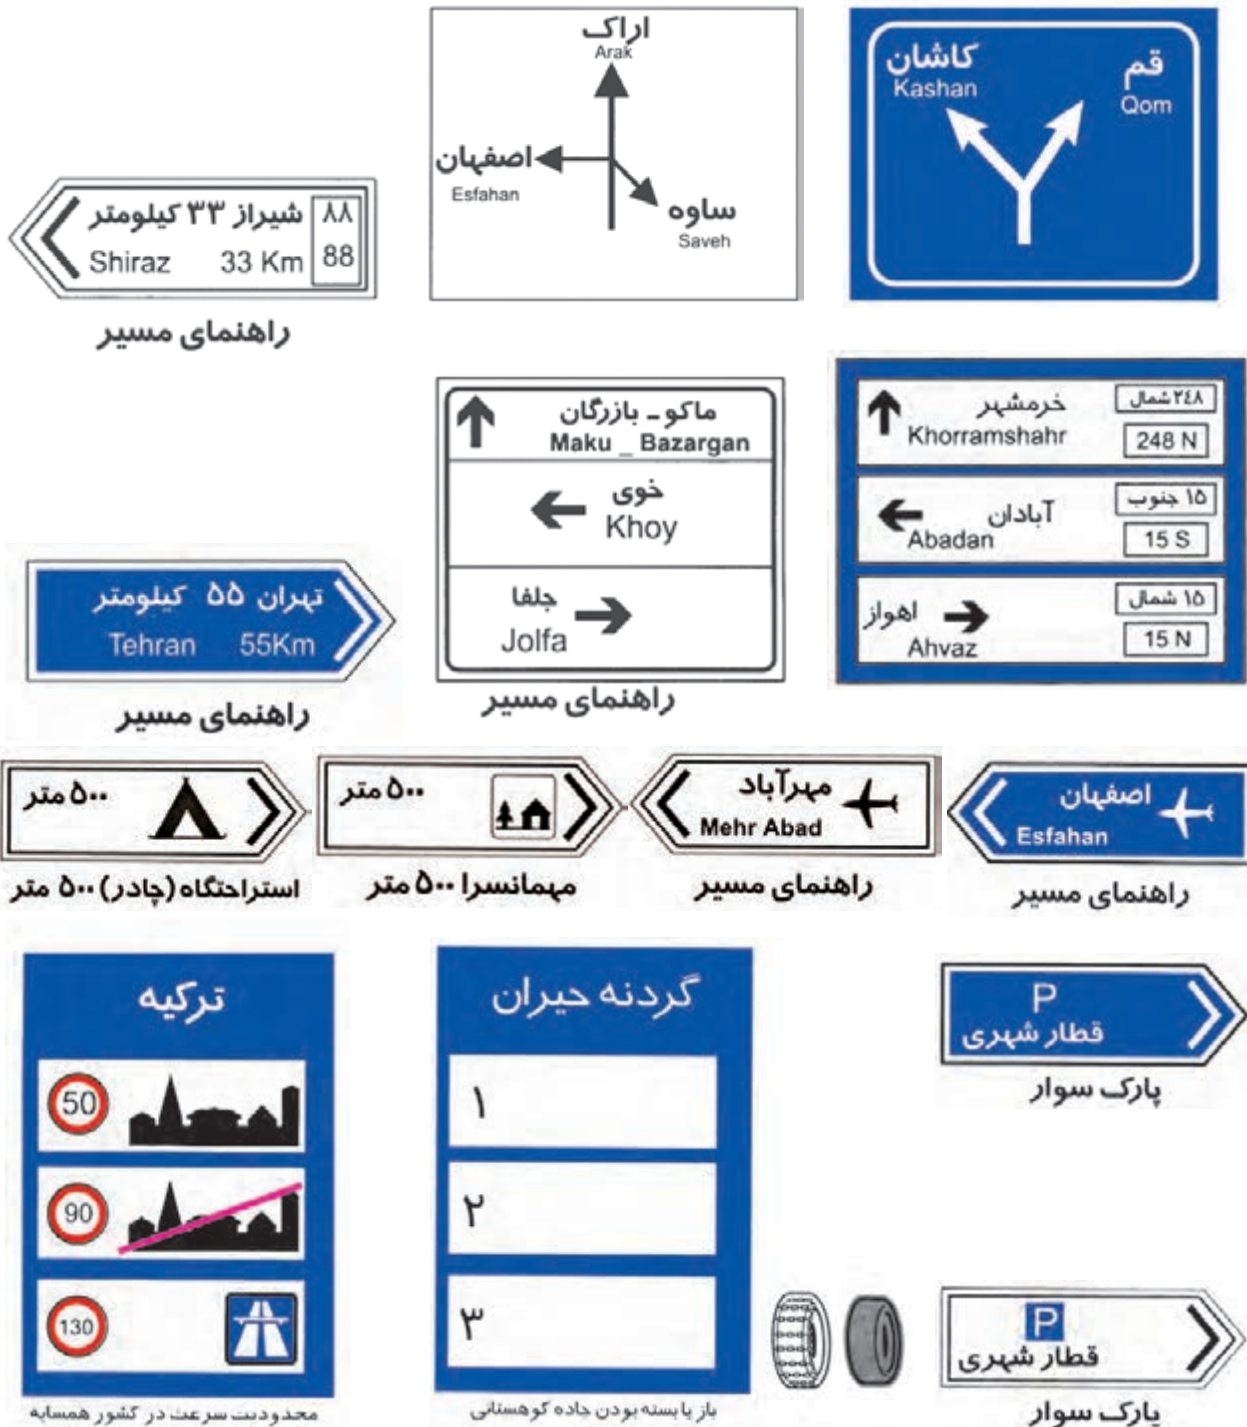 اراک
Arak
اصفهان
Esfahan
ساوه
Saveh
کاشان
Kashan
قم
Qom
شیراز ۳۳ کیلومتر ۸۸
Shiraz 33 Km 88
راهنمای مسیر
ماکو - بازرگان
Maku _ Bazargan
خوی
Khoy
جلفا
Jolfa
راهنمای مسیر
خرمشهر ۲۴۸ شمال
Khorramshahr 248 N
آبادان ۱۵ جنوب
Abadan 15 S
اهواز ۱۵ شمال
Ahvaz 15 N
تهران ۵۵ کیلومتر
Tehran 55Km
راهنمای مسیر
۵۰۰ متر
استراحتگاه (چادر) ۵۰۰ متر
۵۰۰ متر
مهمانسرا ۵۰۰ متر
مهرآباد
Mehr Abad
راهنمای مسیر
اصفهان
Esfahan
راهنمای مسیر
ترکیه
50
90
130
محدودیت سرعت در کشور همسایه
گردنه حیران
۱
۲
۳
باز یا بسته بودن جاده کوهستانی
P
قطار شهری
پارک سوار
P
قطار شهری
پارک سوار